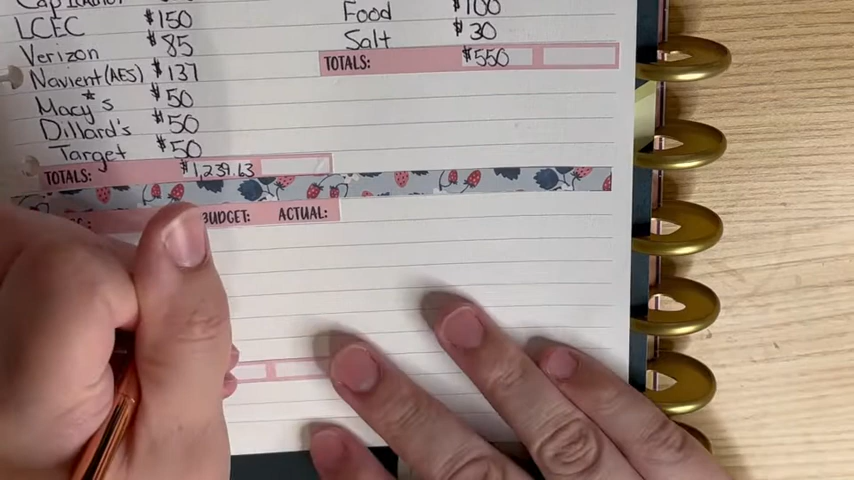 LCEC $150
Verizon $85
Navient (AES) $137
Macy's $50
Dillard's $50
Target $50
TOTALS: $1,239.63
Food $100
Salt $30
TOTALS: $550
BUDGET: ACTUAL: